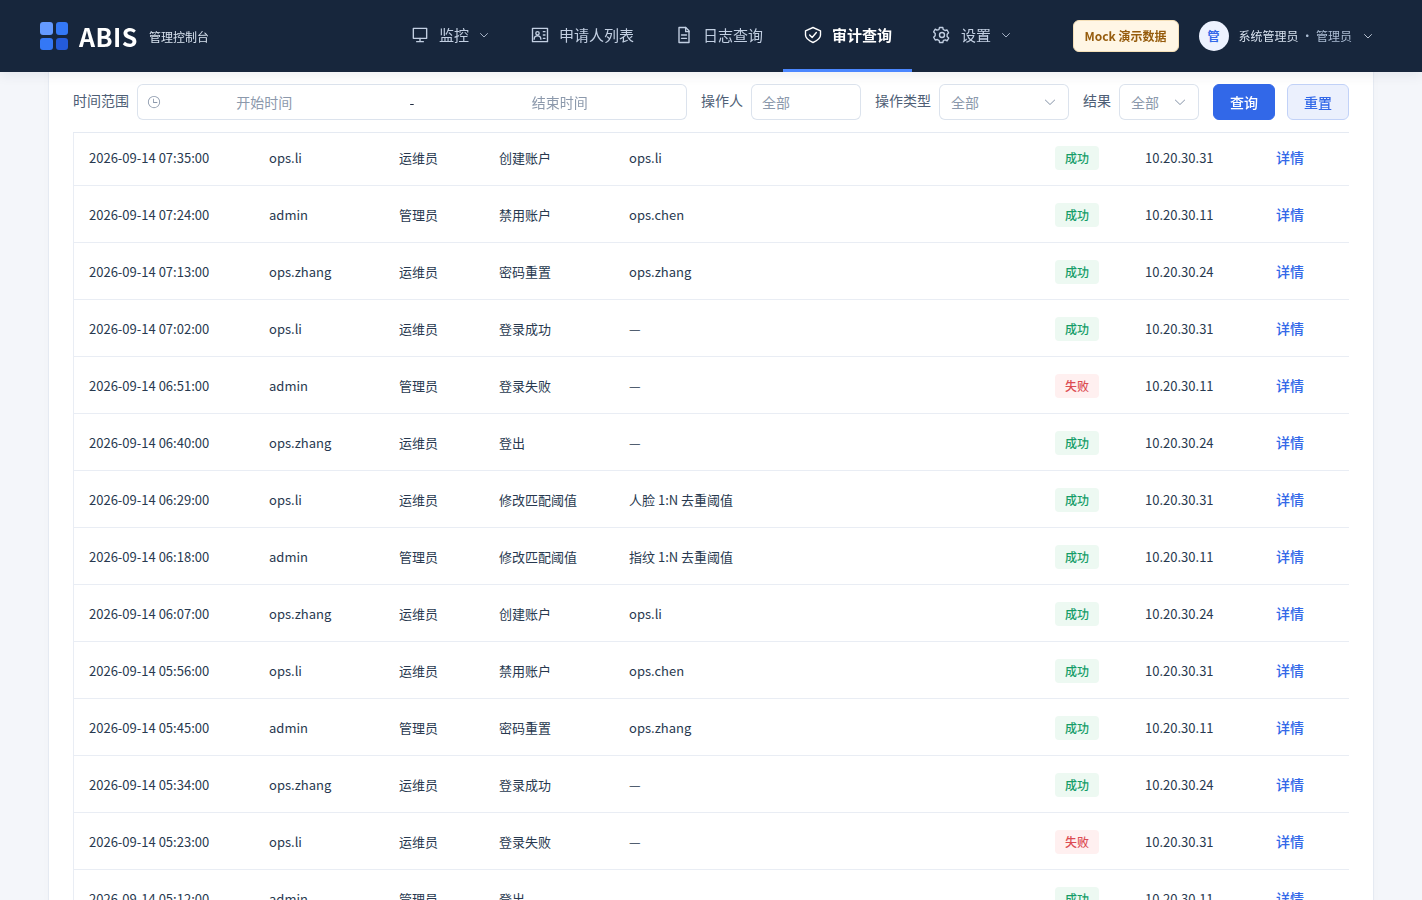 ABIS 管理控制台 监控 申请人列表 日志查询 审计查询 设置 Mock 演示数据 管 系统管理员 · 管理员
时间范围 开始时间 - 结束时间 操作人 全部 操作类型 全部 结果 全部 查询 重置
2026-09-14 07:35:00 ops.li 运维员 创建账户 ops.li 成功 10.20.30.31 详情
2026-09-14 07:24:00 admin 管理员 禁用账户 ops.chen 成功 10.20.30.11 详情
2026-09-14 07:13:00 ops.zhang 运维员 密码重置 ops.zhang 成功 10.20.30.24 详情
2026-09-14 07:02:00 ops.li 运维员 登录成功 — 成功 10.20.30.31 详情
2026-09-14 06:51:00 admin 管理员 登录失败 — 失败 10.20.30.11 详情
2026-09-14 06:40:00 ops.zhang 运维员 登出 — 成功 10.20.30.24 详情
2026-09-14 06:29:00 ops.li 运维员 修改匹配阈值 人脸 1:N 去重阈值 成功 10.20.30.31 详情
2026-09-14 06:18:00 admin 管理员 修改匹配阈值 指纹 1:N 去重阈值 成功 10.20.30.11 详情
2026-09-14 06:07:00 ops.zhang 运维员 创建账户 ops.li 成功 10.20.30.24 详情
2026-09-14 05:56:00 ops.li 运维员 禁用账户 ops.chen 成功 10.20.30.31 详情
2026-09-14 05:45:00 admin 管理员 密码重置 ops.zhang 成功 10.20.30.11 详情
2026-09-14 05:34:00 ops.zhang 运维员 登录成功 — 成功 10.20.30.24 详情
2026-09-14 05:23:00 ops.li 运维员 登录失败 — 失败 10.20.30.31 详情
2026-09-14 05:12:00 admin 管理员 登出 成功 10.20.30.11 详情